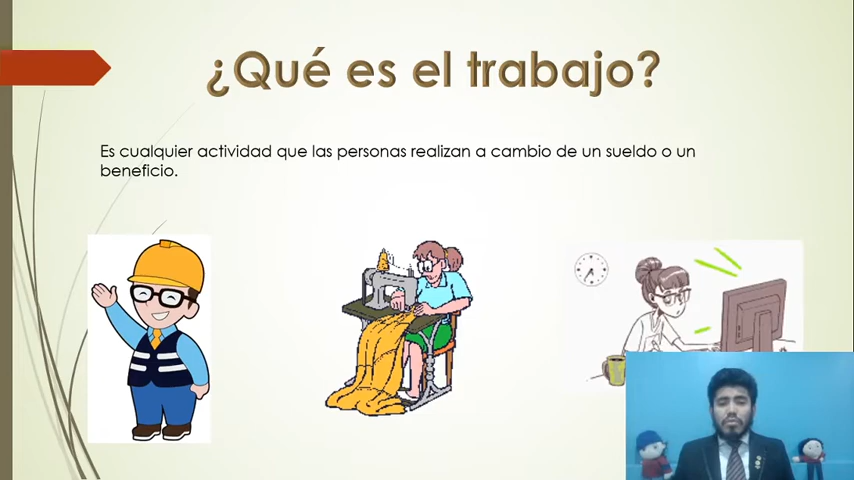 ¿Qué es el trabajo?
Es cualquier actividad que las personas realizan a cambio de un sueldo o un
beneficio.